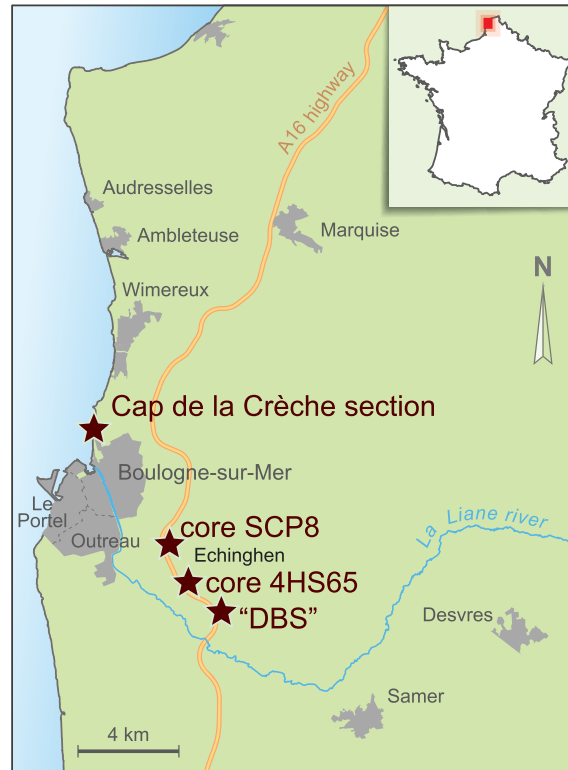 A16 highway
Audresselles
Ambleteuse
Marquise
N
Wimereux
Cap de la Crèche section
Boulogne-sur-Mer
Le
Portel
Outreau
core SCP8
Echinghen
La Liane river
core 4HS65
"DBS"
Desvres
Samer
4 km